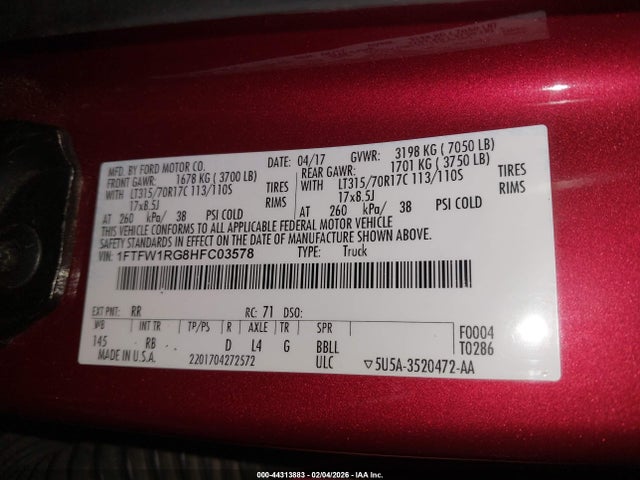 MFD. BY FORD MOTOR CO. DATE: 04/17 GVWR: 3198 KG ( 7050 LB)
FRONT GAWR: 1678 KG ( 3700 LB) REAR GAWR: 1701 KG ( 3750 LB)
WITH LT315/70R17C 113/110S TIRES WITH LT315/70R17C 113/110S TIRES
17x8.5J RIMS 17x8.5J RIMS
AT 260 kPa/ 38 PSI COLD AT 260 kPa/ 38 PSI COLD
THIS VEHICLE CONFORMS TO ALL APPLICABLE FEDERAL MOTOR VEHICLE
SAFETY STANDARDS IN EFFECT ON THE DATE OF MANUFACTURE SHOWN ABOVE.
VIN: 1FTFW1RG8HFC03578 TYPE: Truck
EXT PNT: RR RC: 71 DSO:
WB INT TR TP/PS R AXLE TR SPR F0004
145 RB D L4 G BBLL T0286
MADE IN U.S.A. 2201704272572 ULC ▽5U5A-3520472-AA
000-44313883 - 02/04/2026 - IAA Inc.